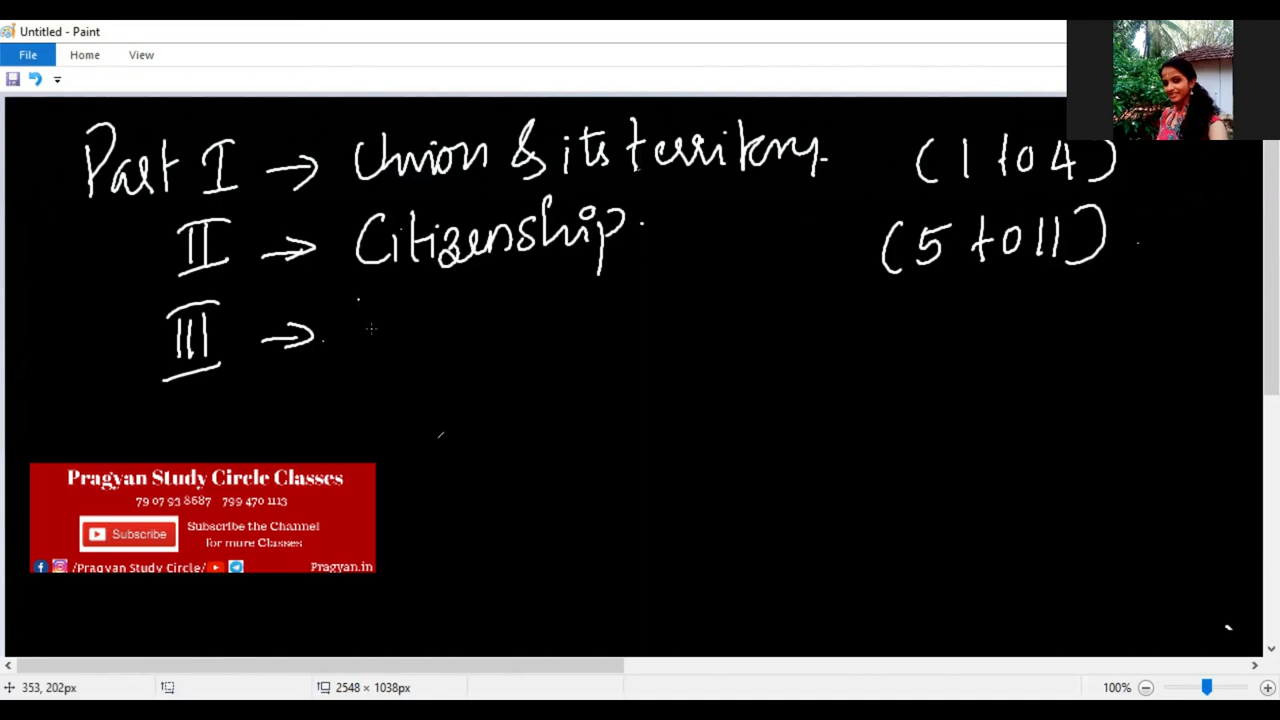 Untitled - Paint
File Home View
Part I → Union & its territory. (1 to 4)
II → Citizenship. (5 to 11)
III →
Pragyan Study Circle Classes
79 07 93 8687 799 470 1113
Subscribe
Subscribe the Channel
for more Classes
/Pragyan Study Circle/
Pragyan.in
353, 202px 2548 × 1038px 100%